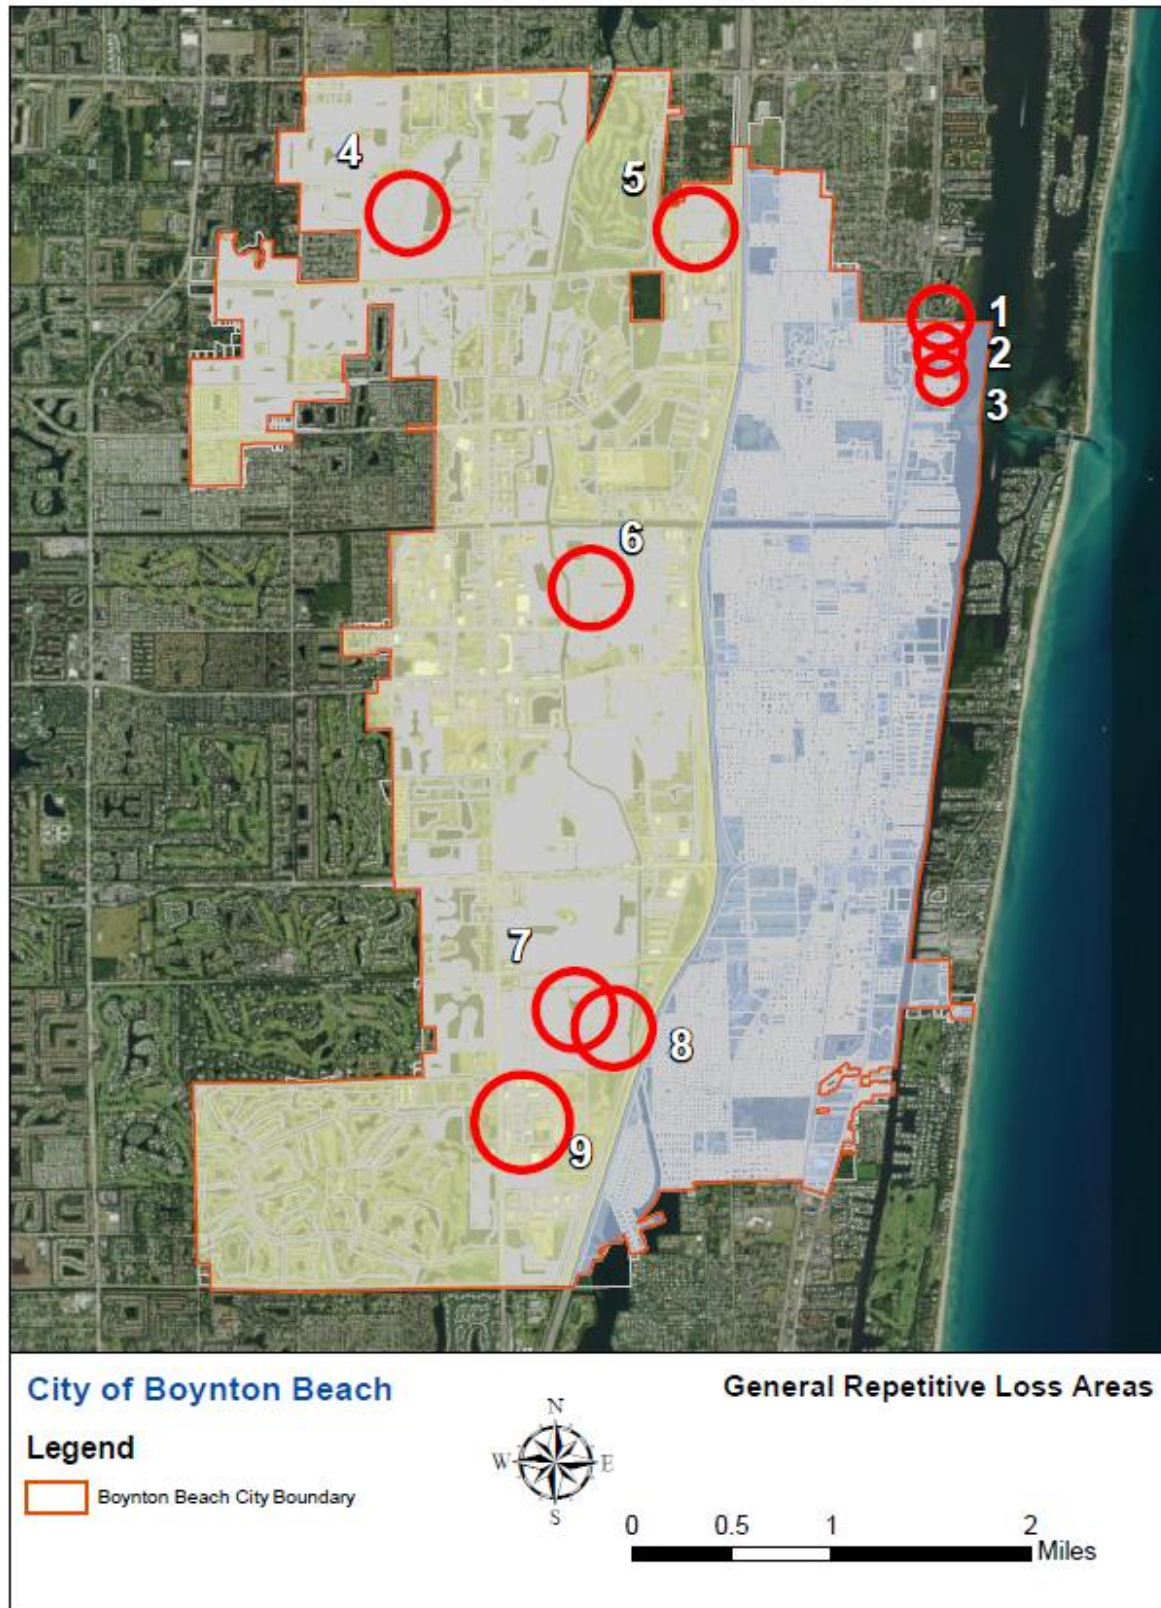 4
5
1
2
3
6
7
8
9
City of Boynton Beach
General Repetitive Loss Areas
Legend
Boynton Beach City Boundary
N
W E
S
0 0.5 1 2
Miles